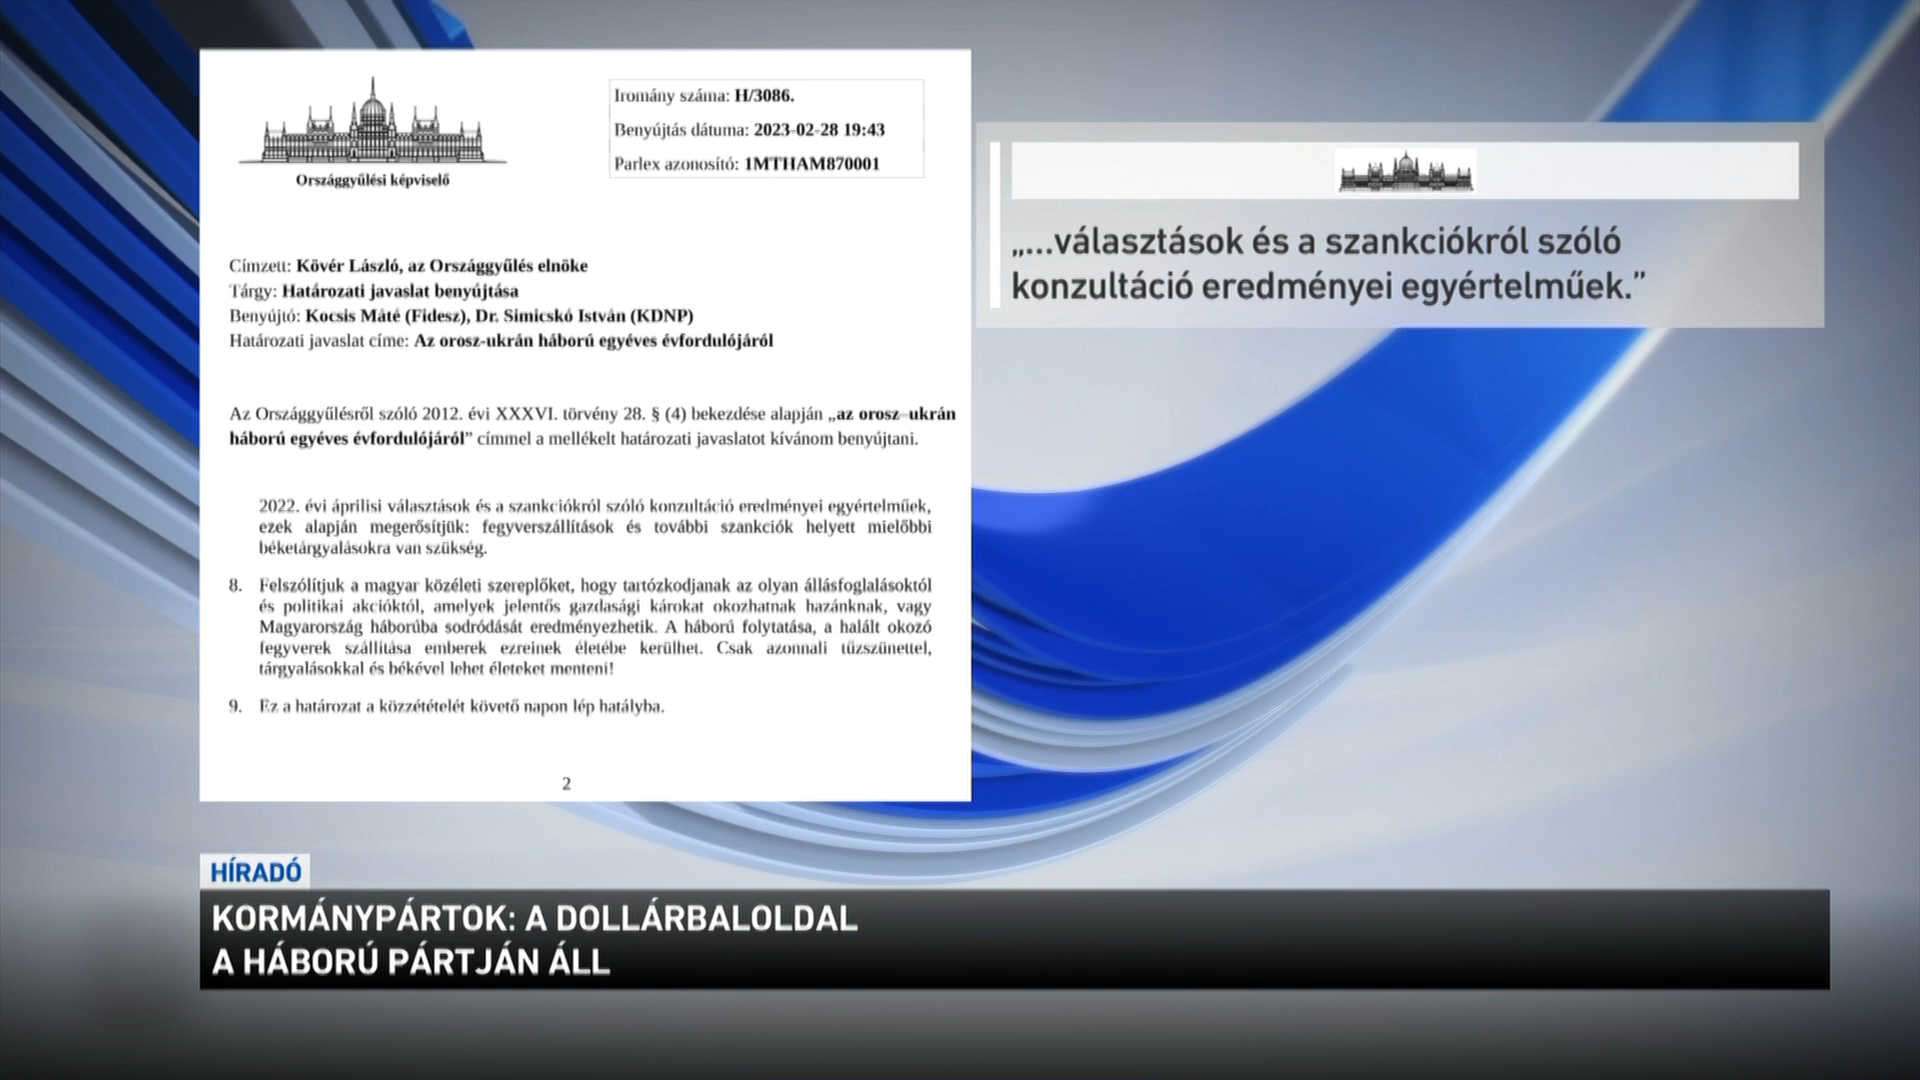 Országgyűlési képviselő
Iromány száma: H/3086.
Benyújtás dátuma: 2023-02-28 19:43
Parlex azonosító: 1MTHAM870001
Címzett: Kövér László, az Országgyűlés elnöke
Tárgy: Határozati javaslat benyújtása
Benyújtó: Kocsis Máté (Fidesz), Dr. Simicskó István (KDNP)
Határozati javaslat címe: Az orosz-ukrán háború egyéves évfordulójáról
Az Országgyűlésről szóló 2012. évi XXXVI. törvény 28. § (4) bekezdése alapján „az orosz-ukrán
háború egyéves évfordulójáról” címmel a mellékelt határozati javaslatot kívánom benyújtani.
2022. évi áprilisi választások és a szankciókról szóló konzultáció eredményei egyértelműek,
ezek alapján megerősítjük: fegyverszállítások és további szankciók helyett mielőbbi
béketárgyalásokra van szükség.
8. Felszólítjuk a magyar közéleti szereplőket, hogy tartózkodjanak az olyan állásfoglalásoktól
és politikai akcióktól, amelyek jelentős gazdasági károkat okozhatnak hazánknak, vagy
Magyarország háborúba sodródását eredményezhetik. A háború folytatása, a halált okozó
fegyverek szállítása emberek ezreinek életébe kerülhet. Csak azonnali tűzszünettel,
tárgyalásokkal és békével lehet életeket menteni!
9. Ez a határozat a közzétételét követő napon lép hatályba.
2
„...választások és a szankciókról szóló
konzultáció eredményei egyértelműek.”
HÍRADÓ
KORMÁNYPÁRTOK: A DOLLÁRBALOLDAL
A HÁBORÚ PÁRTJÁN ÁLL